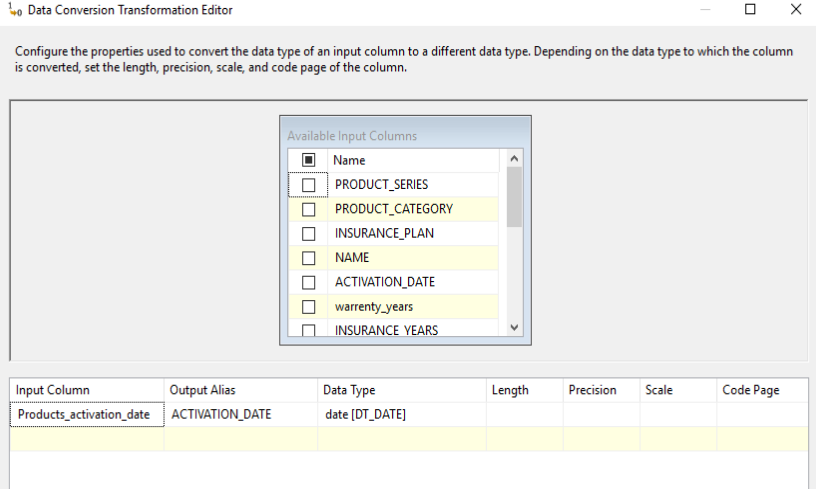 Data Conversion Transformation Editor
Configure the properties used to convert the data type of an input column to a different data type. Depending on the data type to which the column
is converted, set the length, precision, scale, and code page of the column.
Available Input Columns
Name
PRODUCT_SERIES
PRODUCT_CATEGORY
INSURANCE_PLAN
NAME
ACTIVATION_DATE
warrenty_years
INSURANCE_YEARS
Input Column Output Alias Data Type Length Precision Scale Code Page
Products_activation_date ACTIVATION_DATE date [DT_DATE]